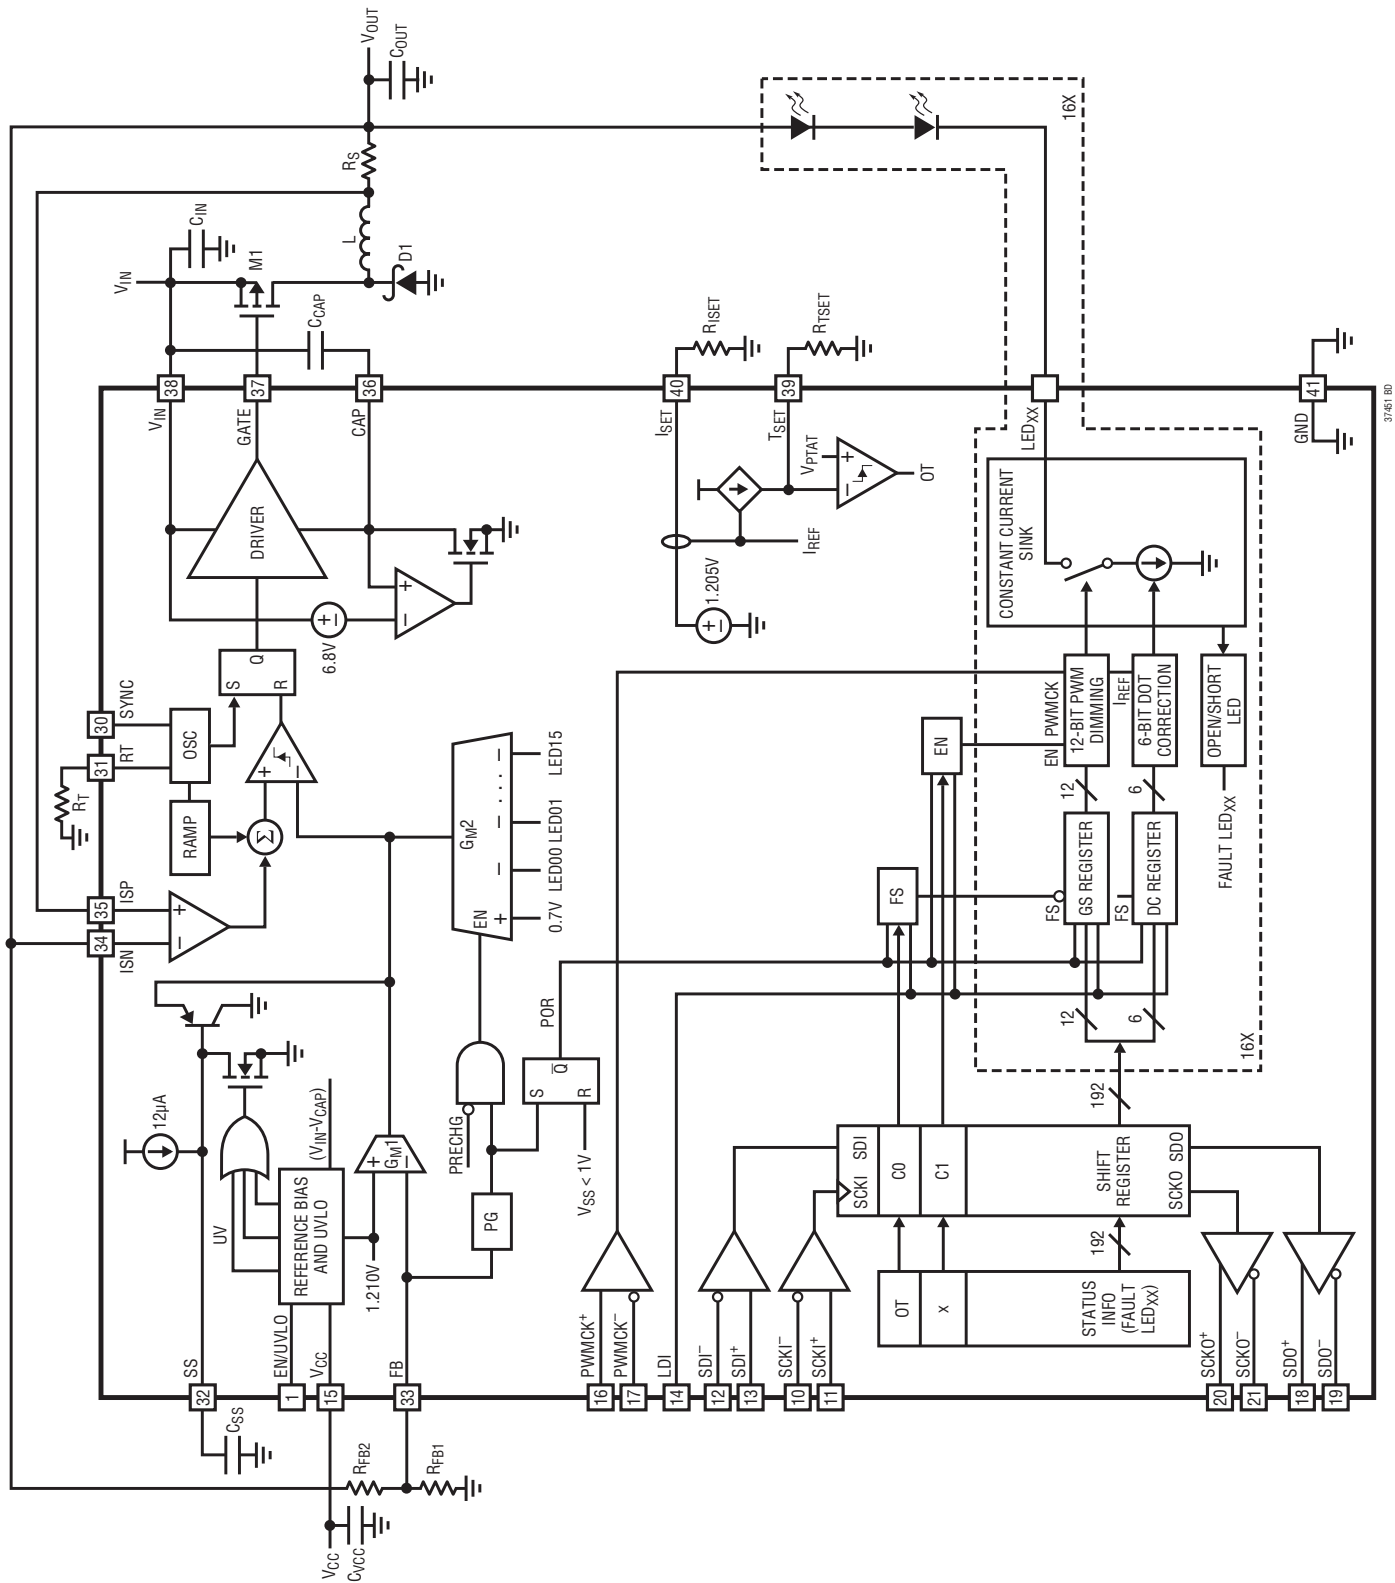 VIN
CIN
M1
L
D1
RS
VOUT
COUT
CCAP
RT
35
ISP
34
ISN
31
RT
30
SYNC
38
VIN
37
GATE
36
CAP
DRIVER
OSC
RAMP
Σ
+
−
+
−
S
Q
R
6.8V
+
−
+
−
40
ISET
RISET
39
TSET
RTSET
1.205V
+
−
IREF
VPTAT
+
−
OT
16X
LEDXX
41
GND
CONSTANT CURRENT
SINK
12µA
UV
REFERENCE BIAS
AND UVLO
(VIN-VCAP)
1.210V
+
GM1
−
PRECHG
PG
EN
GM2
+
−
−
−
0.7V
LED00
LED01
. . . .
LED15
S
Q
R
POR
VSS < 1V
SS
32
CSS
EN/UVLO
1
VCC
15
FB
33
RFB2
RFB1
VCC
CVCC
PWMCK+
16
PWMCK−
17
LDI
14
SDI−
12
SDI+
13
SCKI−
10
SCKI+
11
SCKO+
20
SCKO−
21
SDO+
18
SDO−
19
OT
x
STATUS
INFO
(FAULT
LEDXX)
192
SCKI
SDI
C0
C1
SHIFT
REGISTER
SCKO
SDO
192
FS
EN
16X
12
6
FS
GS REGISTER
FS
DC REGISTER
12
6
EN
PWMCK
12-BIT PWM
DIMMING
IREF
6-BIT DOT
CORRECTION
OPEN/SHORT
LED
FAULT LEDXX
37451 BD